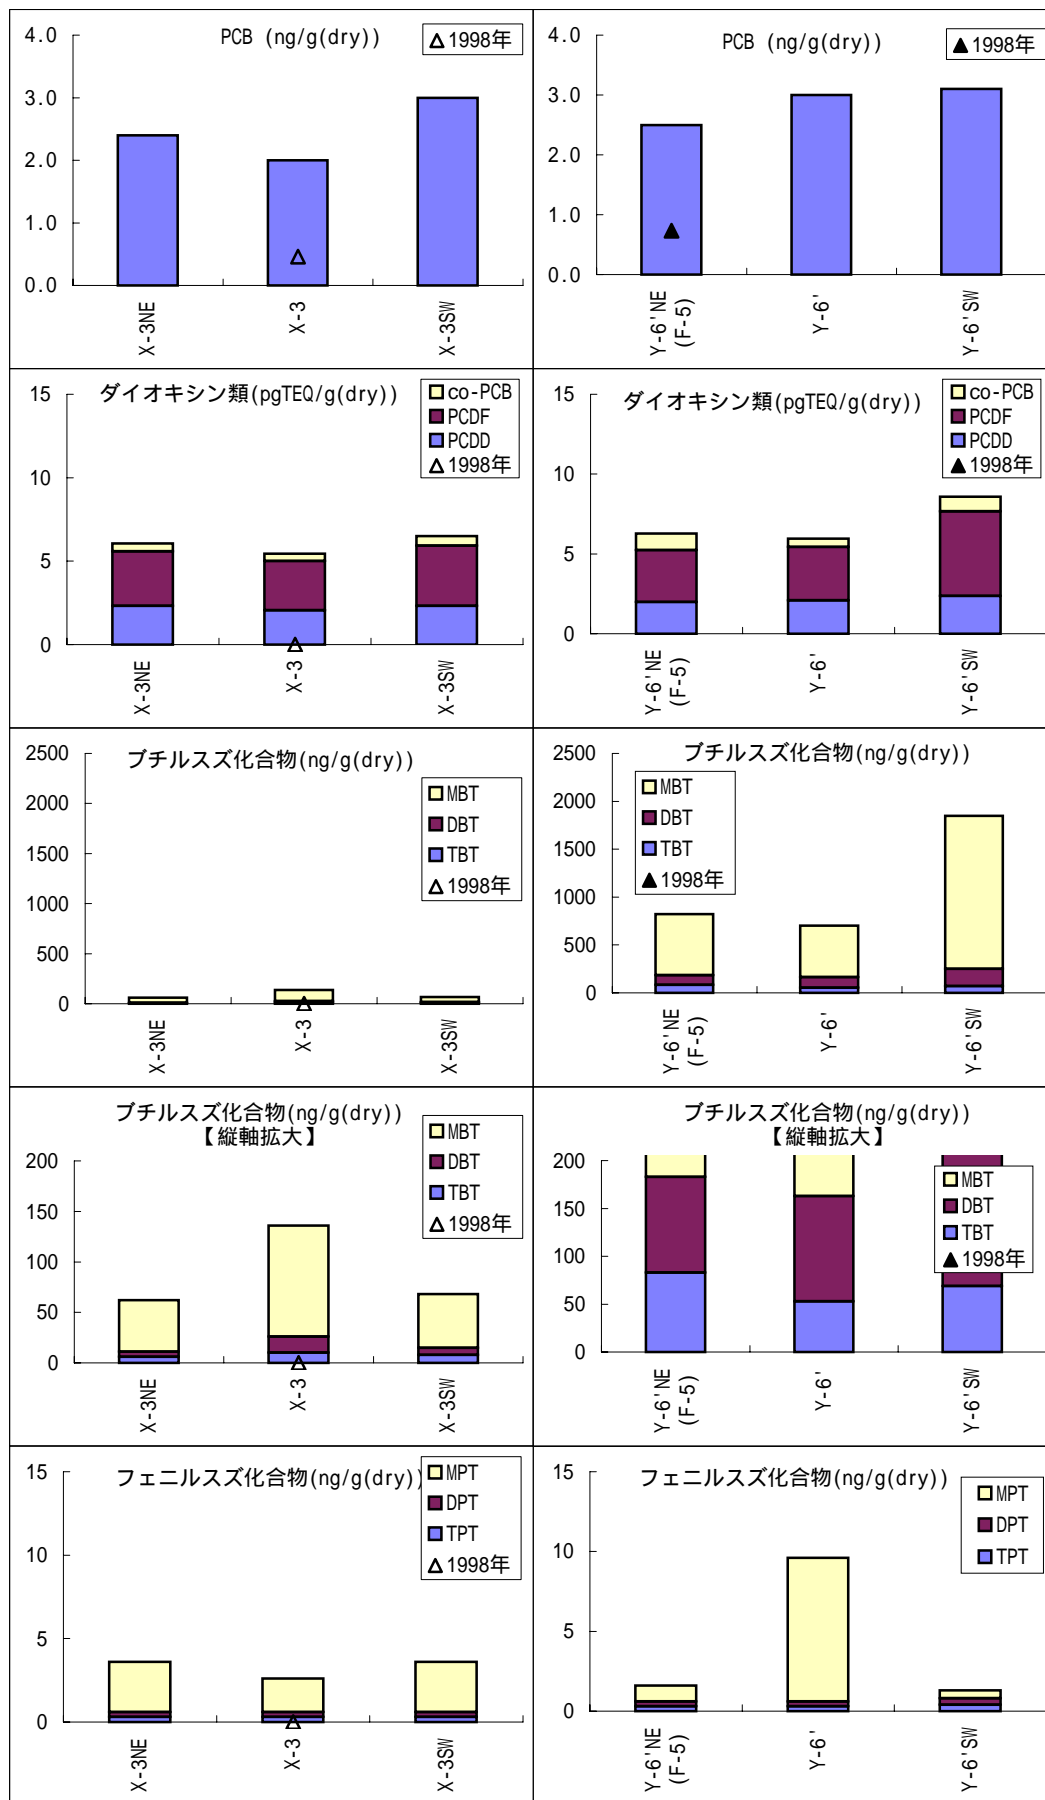 PCB (ng/g(dry))
△1998年
4.0
3.0
2.0
1.0
0.0
X-3NE
X-3
X-3SW
PCB (ng/g(dry))
▲1998年
4.0
3.0
2.0
1.0
0.0
Y-6'NE
(F-5)
Y-6'
Y-6'SW
ダイオキシン類(pgTEQ/g(dry))
co-PCB
PCDF
PCDD
△1998年
15
10
5
0
X-3NE
X-3
X-3SW
ダイオキシン類(pgTEQ/g(dry))
co-PCB
PCDF
PCDD
▲1998年
15
10
5
0
Y-6'NE
(F-5)
Y-6'
Y-6'SW
ブチルスズ化合物(ng/g(dry))
MBT
DBT
TBT
△1998年
2500
2000
1500
1000
500
0
X-3NE
X-3
X-3SW
ブチルスズ化合物(ng/g(dry))
MBT
DBT
TBT
▲1998年
2500
2000
1500
1000
500
0
Y-6'NE
(F-5)
Y-6'
Y-6'SW
ブチルスズ化合物(ng/g(dry))
【縦軸拡大】
MBT
DBT
TBT
△1998年
200
150
100
50
0
X-3NE
X-3
X-3SW
ブチルスズ化合物(ng/g(dry))
【縦軸拡大】
MBT
DBT
TBT
▲1998年
200
150
100
50
0
Y-6'NE
(F-5)
Y-6'
Y-6'SW
フェニルスズ化合物(ng/g(dry))
MPT
DPT
TPT
△1998年
15
10
5
0
X-3NE
X-3
X-3SW
フェニルスズ化合物(ng/g(dry))
MPT
DPT
TPT
15
10
5
0
Y-6'NE
(F-5)
Y-6'
Y-6'SW